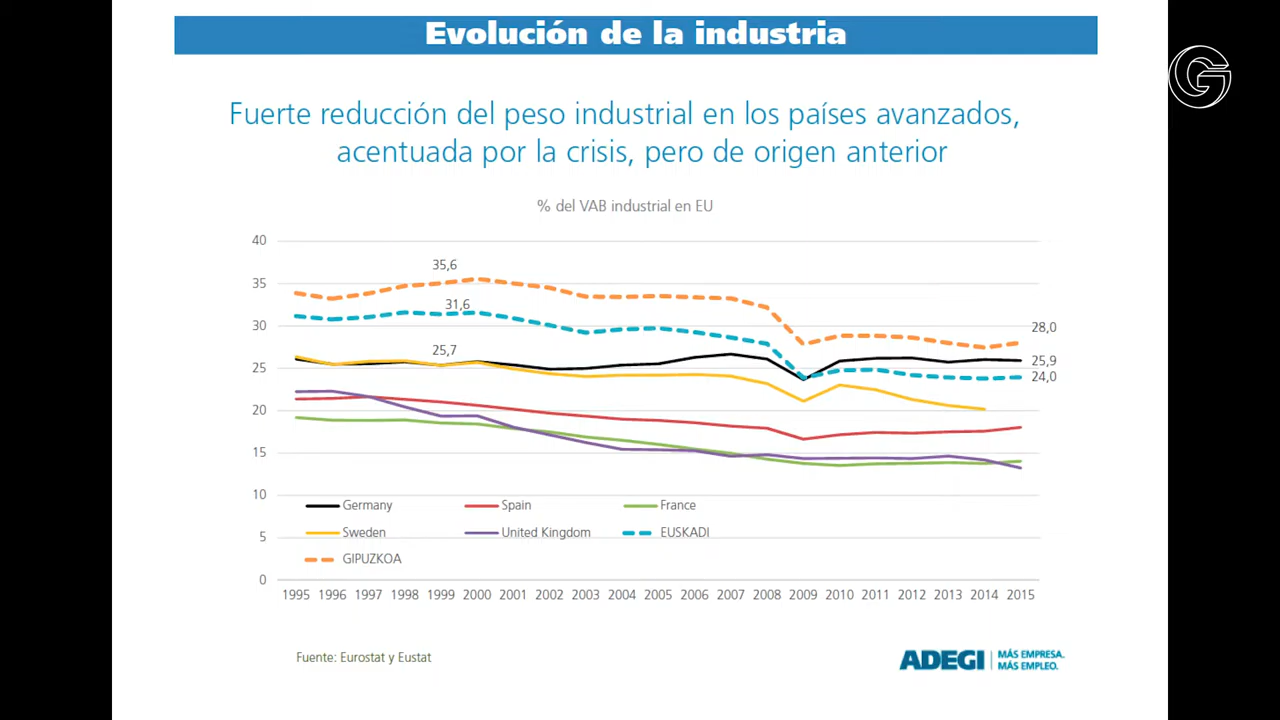 Evolución de la industria
G
Fuerte reducción del peso industrial en los países avanzados,
acentuada por la crisis, pero de origen anterior
% del VAB industrial en EU
40
35
30
25
20
15
10
5
0
35,6
31,6
25,7
28,0
25,9
24,0
Germany Spain France
Sweden United Kingdom EUSKADI
GIPUZKOA
1995 1996 1997 1998 1999 2000 2001 2002 2003 2004 2005 2006 2007 2008 2009 2010 2011 2012 2013 2014 2015
Fuente: Eurostat y Eustat
ADEGI MÁS EMPRESA.
MÁS EMPLEO.